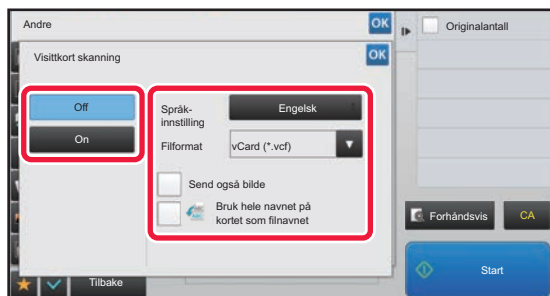 Andre
OK
Originalantall
Visittkort skanning
OK
Off
On
Språk-
innstilling
Engelsk
Filformat
vCard (*.vcf)
Send også bilde
Bruk hele navnet på
kortet som filnavnet
Forhåndsvis
CA
Tilbake
Start